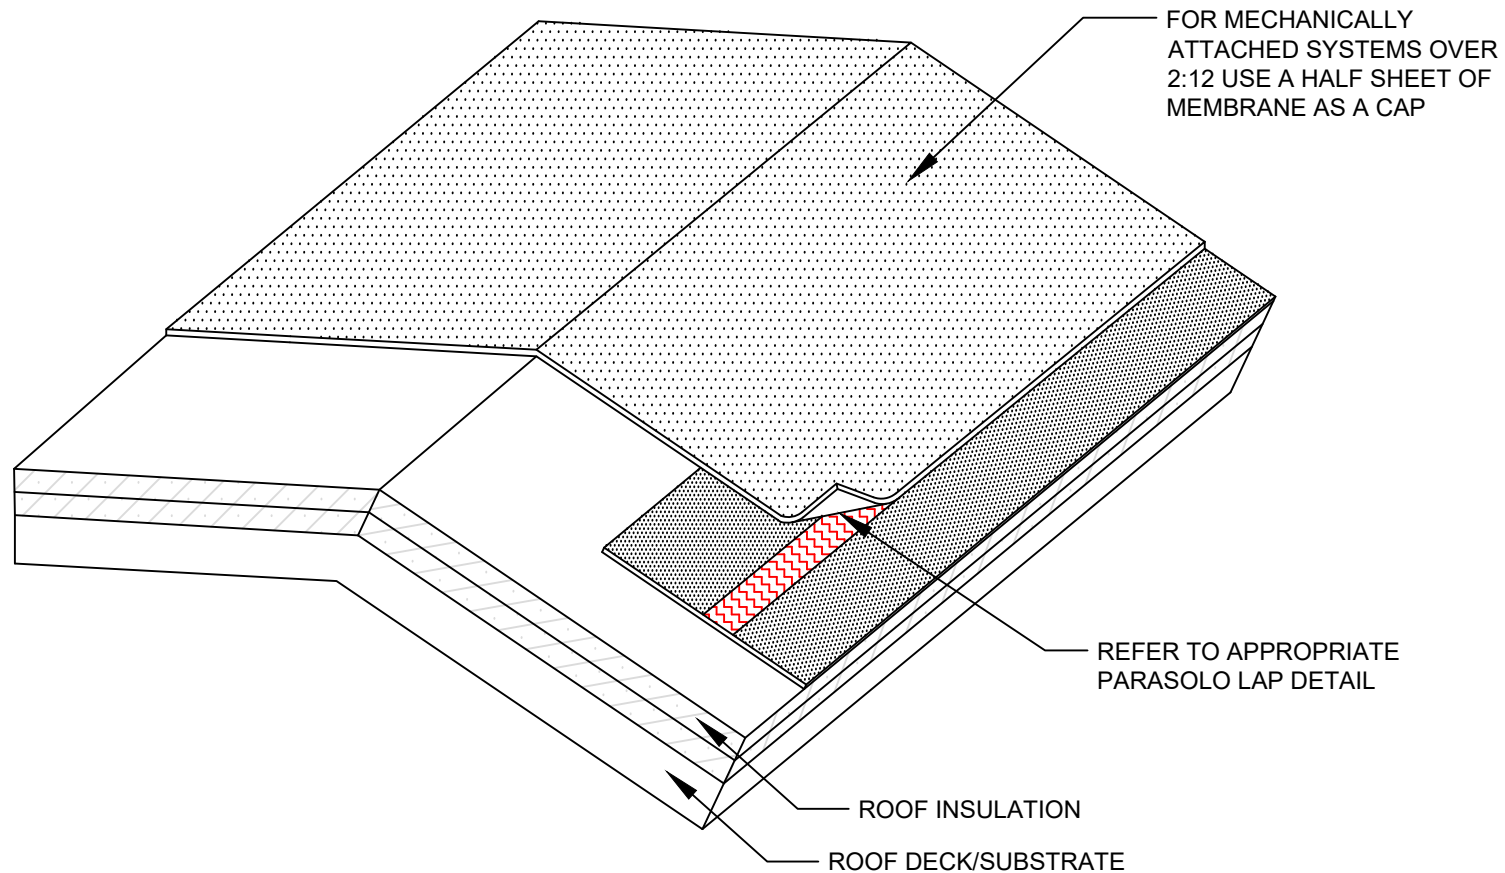 FOR MECHANICALLY
ATTACHED SYSTEMS OVER
2:12 USE A HALF SHEET OF
MEMBRANE AS A CAP
REFER TO APPROPRIATE
PARASOLO LAP DETAIL
ROOF INSULATION
ROOF DECK/SUBSTRATE